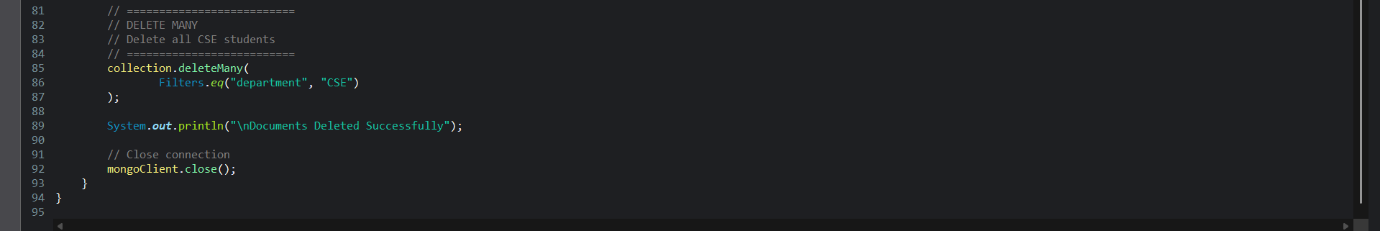 81 // ==========================
82 // DELETE MANY
83 // Delete all CSE students
84 // ==========================
85 collection.deleteMany(
86 Filters.eq("department", "CSE")
87 );
88
89 System.out.println("\nDocuments Deleted Successfully");
90
91 // Close connection
92 mongoClient.close();
93 }
94 }
95